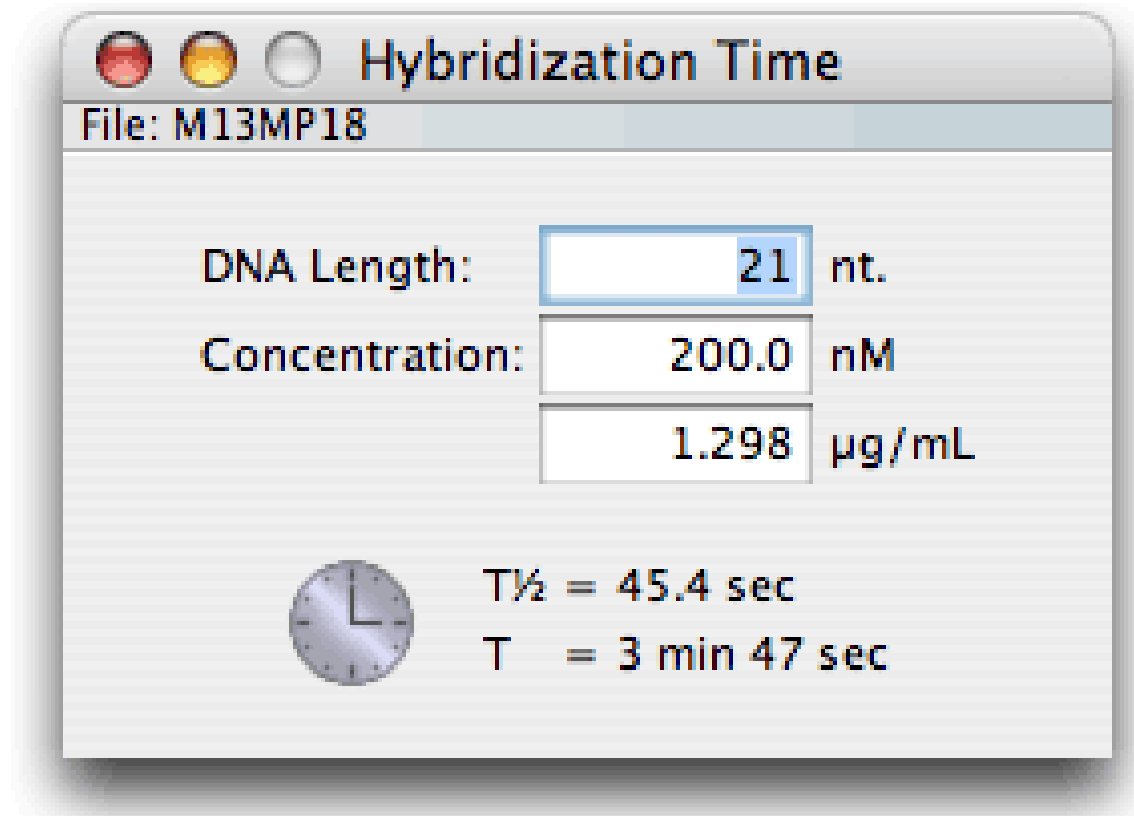 Hybridization Time
File: M13MP18
DNA Length: 21 nt.
Concentration: 200.0 nM
1.298 µg/mL
T½ = 45.4 sec
T = 3 min 47 sec